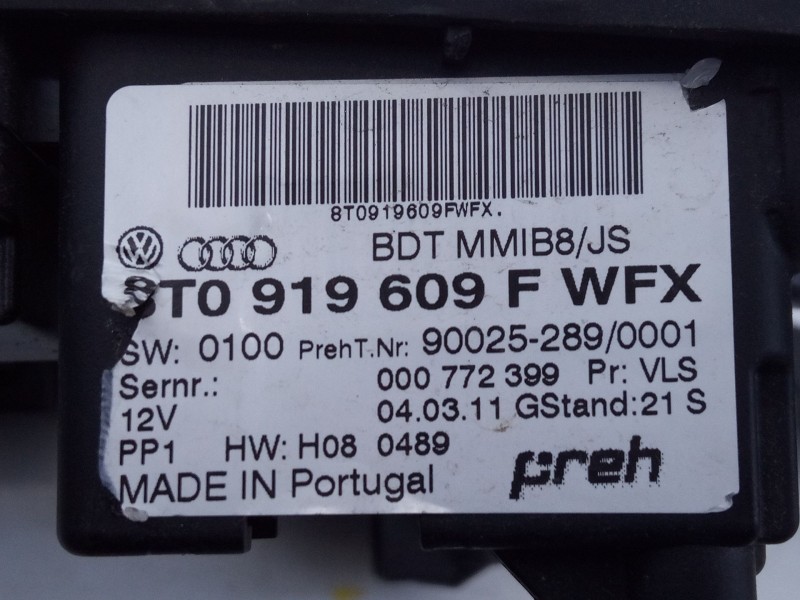 8T0919609FWFX.
BDT MMIB8/JS
8T0 919 609 F WFX
SW: 0100 PrehT.Nr: 90025-289/0001
Sernr.: 000 772 399 Pr: VLS
12V 04.03.11 GStand:21 S
PP1 HW: H08 0489
preh
MADE IN Portugal